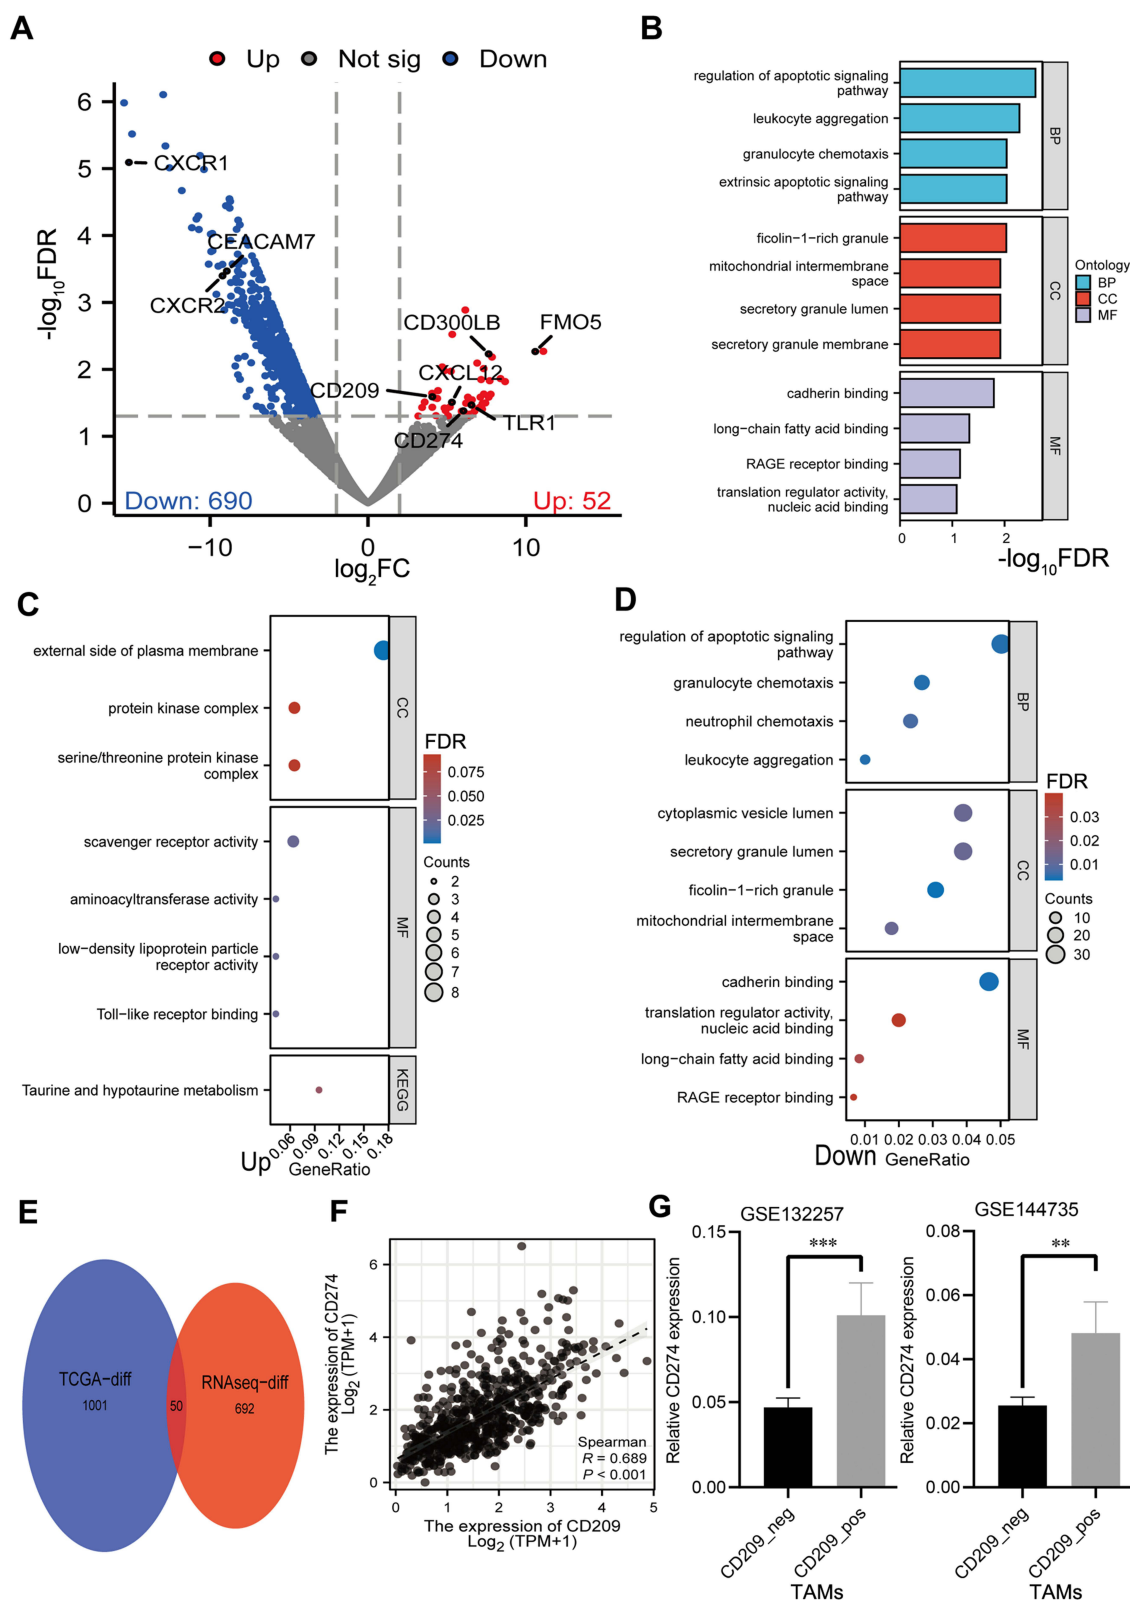 A
Up
Not sig
Down
-log10FDR
6
5
4
3
2
1
0
CXCR1
CEACAM7
CXCR2
CD300LB
FMO5
CXCL12
CD209
TLR1
CD274
Down: 690
Up: 52
−10
0
10
log2FC
B
regulation of apoptotic signaling
pathway
leukocyte aggregation
granulocyte chemotaxis
extrinsic apoptotic signaling
pathway
BP
ficolin−1−rich granule
mitochondrial intermembrane
space
secretory granule lumen
secretory granule membrane
CC
cadherin binding
long−chain fatty acid binding
RAGE receptor binding
translation regulator activity,
nucleic acid binding
MF
0
1
2
-log10FDR
Ontology
BP
CC
MF
C
external side of plasma membrane
protein kinase complex
serine/threonine protein kinase
complex
CC
scavenger receptor activity
aminoacyltransferase activity
low−density lipoprotein particle
receptor activity
Toll−like receptor binding
MF
Taurine and hypotaurine metabolism
KEGG
0.06
0.09
0.12
0.15
0.18
Up
GeneRatio
FDR
0.075
0.050
0.025
Counts
2
3
4
5
6
7
8
D
regulation of apoptotic signaling
pathway
granulocyte chemotaxis
neutrophil chemotaxis
leukocyte aggregation
BP
cytoplasmic vesicle lumen
secretory granule lumen
ficolin−1−rich granule
mitochondrial intermembrane
space
CC
cadherin binding
translation regulator activity,
nucleic acid binding
long−chain fatty acid binding
RAGE receptor binding
MF
0.01
0.02
0.03
0.04
0.05
Down
GeneRatio
FDR
0.03
0.02
0.01
Counts
10
20
30
E
TCGA−diff
1001
50
RNAseq−diff
692
F
The expression of CD274
Log2 (TPM+1)
6
4
2
0
Spearman
R = 0.689
P < 0.001
0
1
2
3
4
5
The expression of CD209
Log2 (TPM+1)
G
GSE132257
Relative CD274 expression
0.15
0.10
0.05
0.00
***
CD209_neg
CD209_pos
TAMs
GSE144735
Relative CD274 expression
0.08
0.06
0.04
0.02
0.00
**
CD209_neg
CD209_pos
TAMs